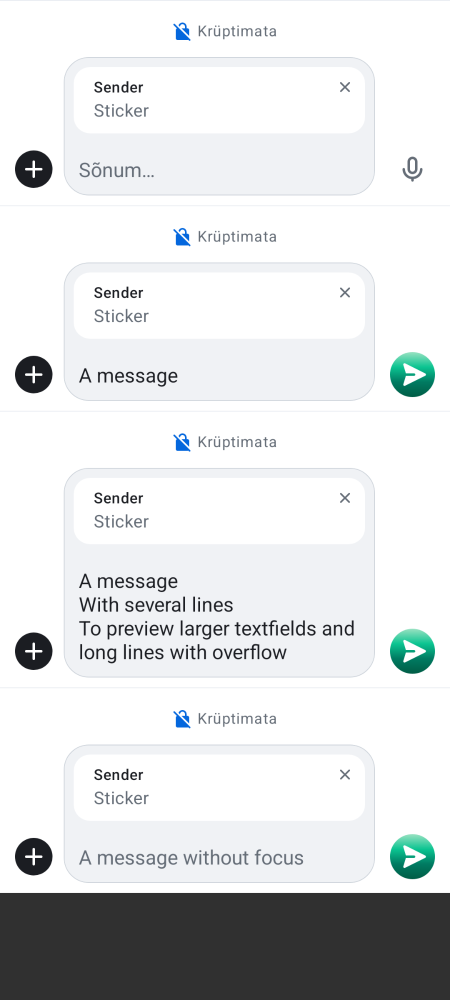 Krüptimata
Sender
Sticker
Sõnum…
Krüptimata
Sender
Sticker
A message
Krüptimata
Sender
Sticker
A message
With several lines
To preview larger textfields and
long lines with overflow
Krüptimata
Sender
Sticker
A message without focus